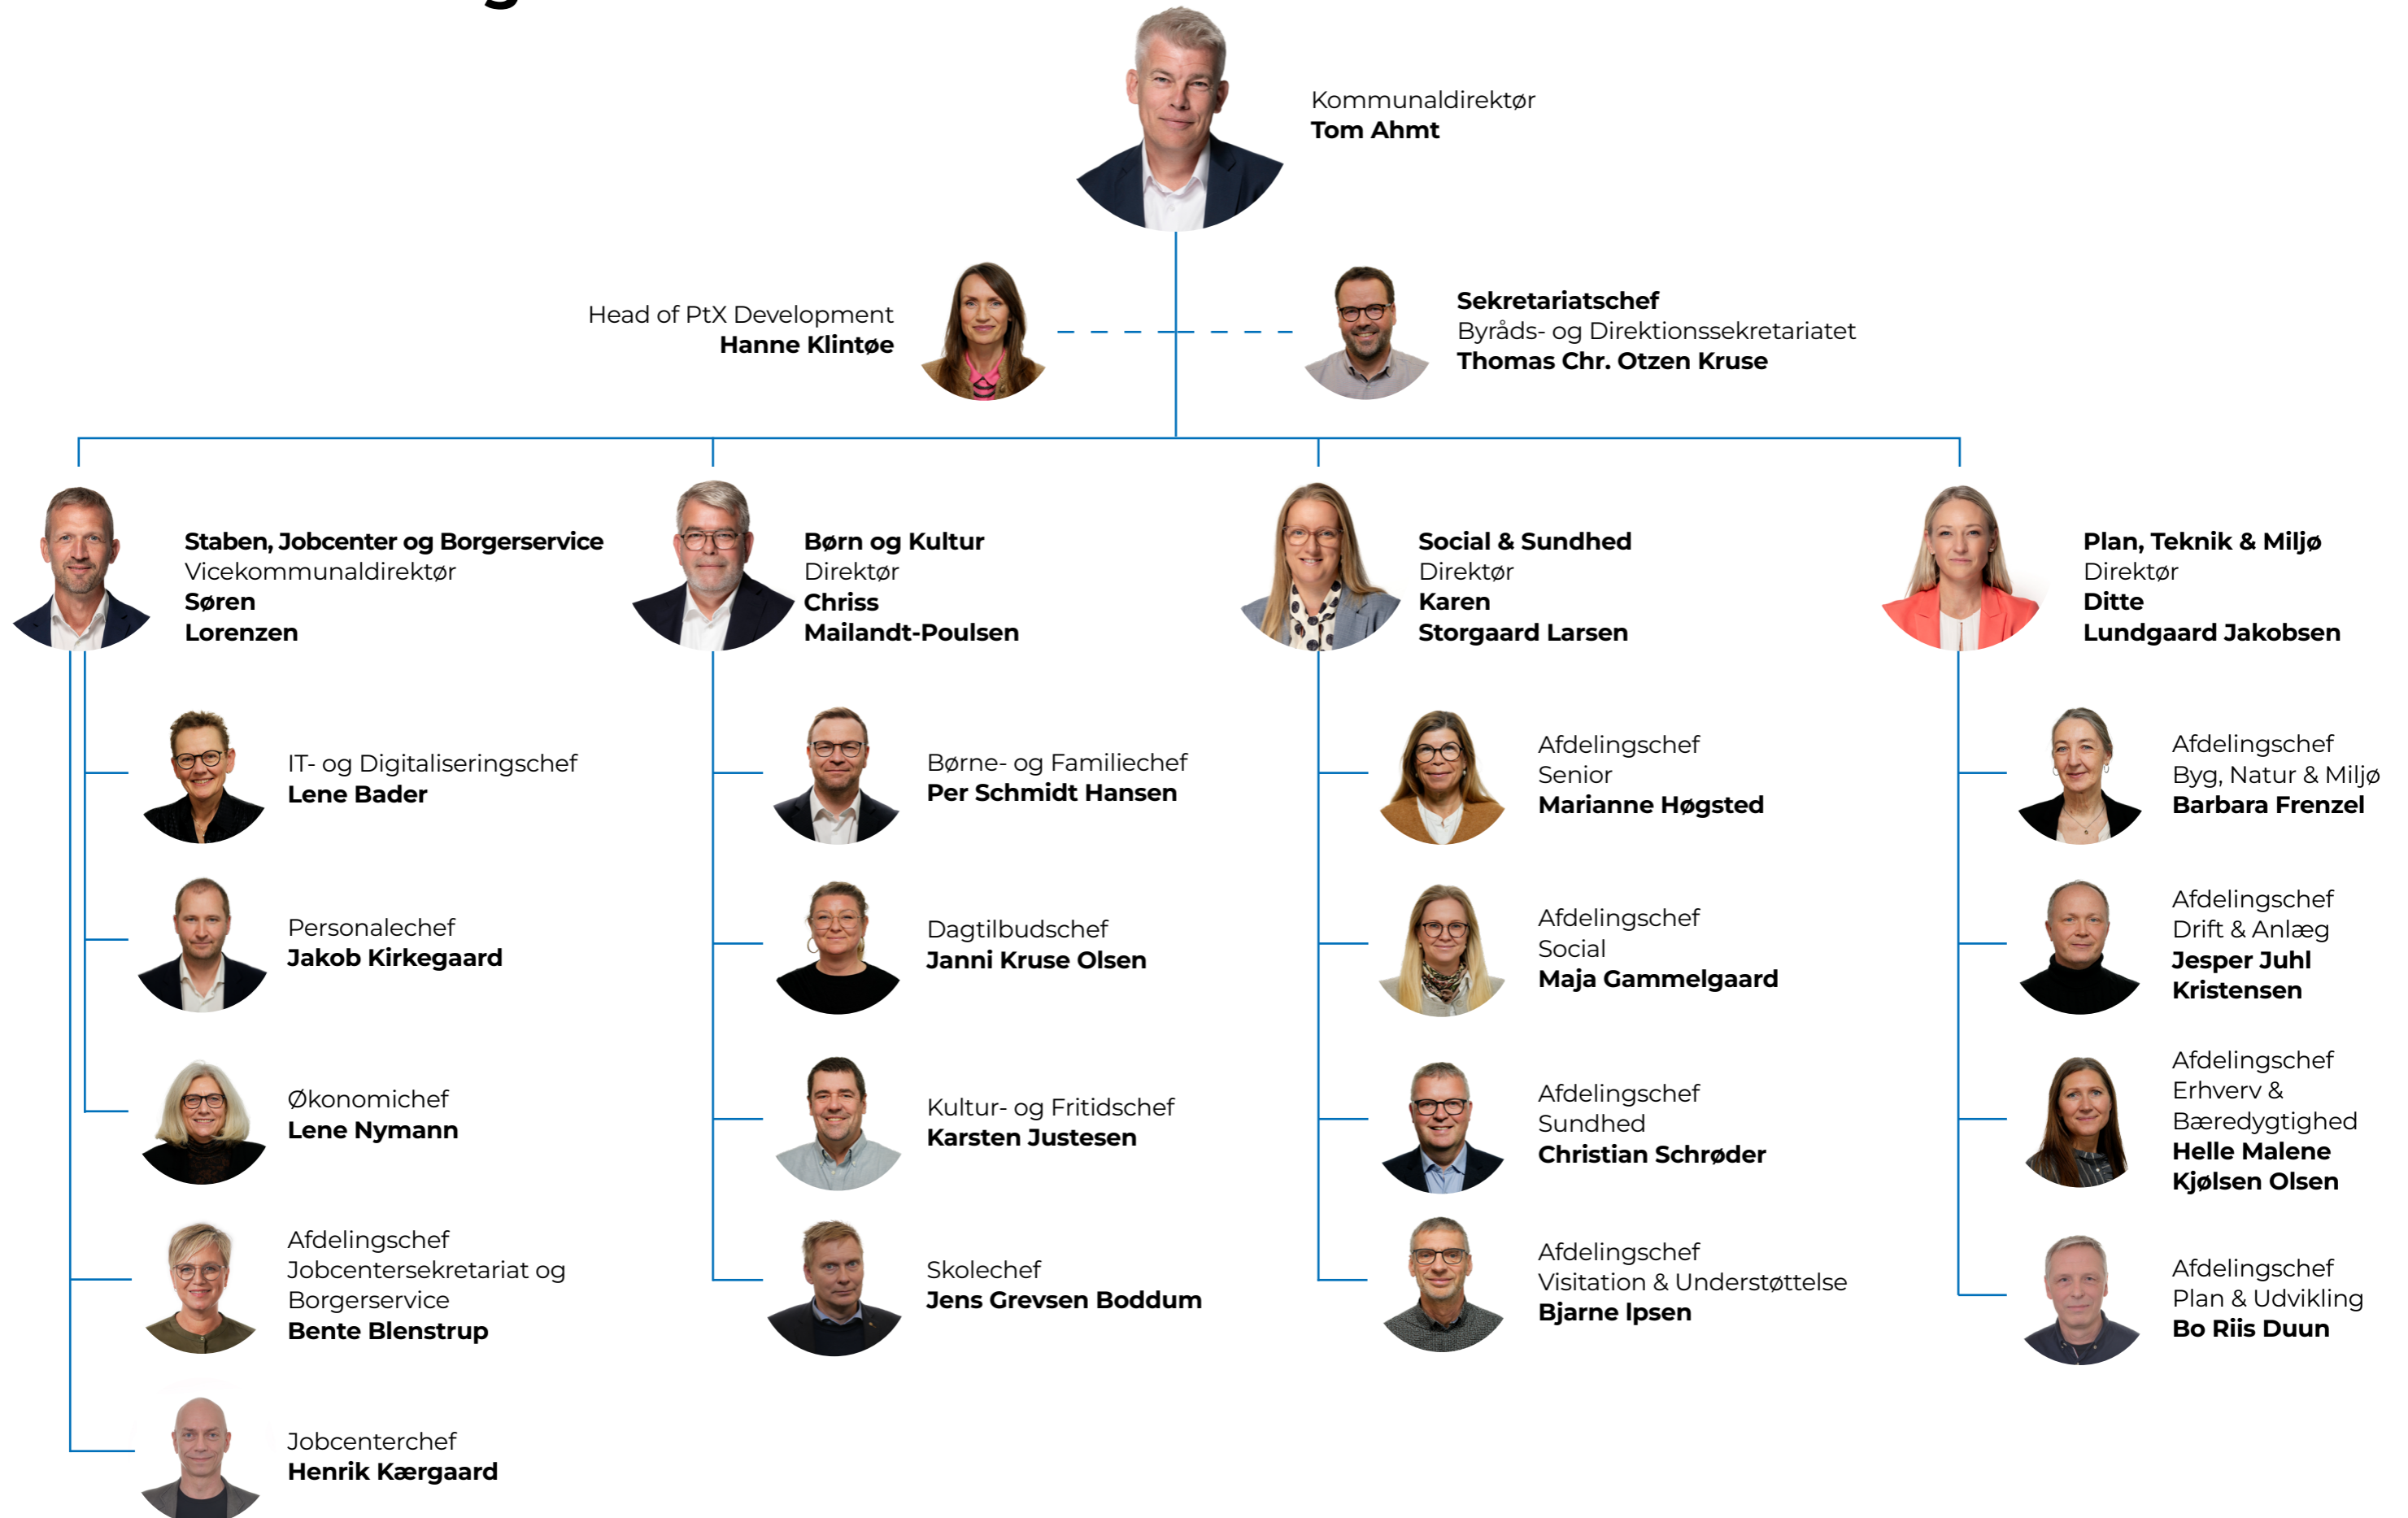 Kommunaldirektør
Tom Ahmt
Head of PtX Development
Hanne Klintøe
Sekretariatschef
Byråds- og Direktionssekretariatet
Thomas Chr. Otzen Kruse
Staben, Jobcenter og Borgerservice
Vicekommunaldirektør
Søren
Lorenzen
Børn og Kultur
Direktør
Chriss
Mailandt-Poulsen
Social & Sundhed
Direktør
Karen
Storgaard Larsen
Plan, Teknik & Miljø
Direktør
Ditte
Lundgaard Jakobsen
IT- og Digitaliseringschef
Lene Bader
Personalechef
Jakob Kirkegaard
Økonomichef
Lene Nymann
Afdelingschef
Jobcentersekretariat og
Borgerservice
Bente Blenstrup
Jobcenterchef
Henrik Kærgaard
Børne- og Familiechef
Per Schmidt Hansen
Dagtilbudschef
Janni Kruse Olsen
Kultur- og Fritidschef
Karsten Justesen
Skolechef
Jens Grevsen Boddum
Afdelingschef
Senior
Marianne Høgsted
Afdelingschef
Social
Maja Gammelgaard
Afdelingschef
Sundhed
Christian Schrøder
Afdelingschef
Visitation & Understøttelse
Bjarne Ipsen
Afdelingschef
Byg, Natur & Miljø
Barbara Frenzel
Afdelingschef
Drift & Anlæg
Jesper Juhl
Kristensen
Afdelingschef
Erhverv &
Bæredygtighed
Helle Malene
Kjølsen Olsen
Afdelingschef
Plan & Udvikling
Bo Riis Duun